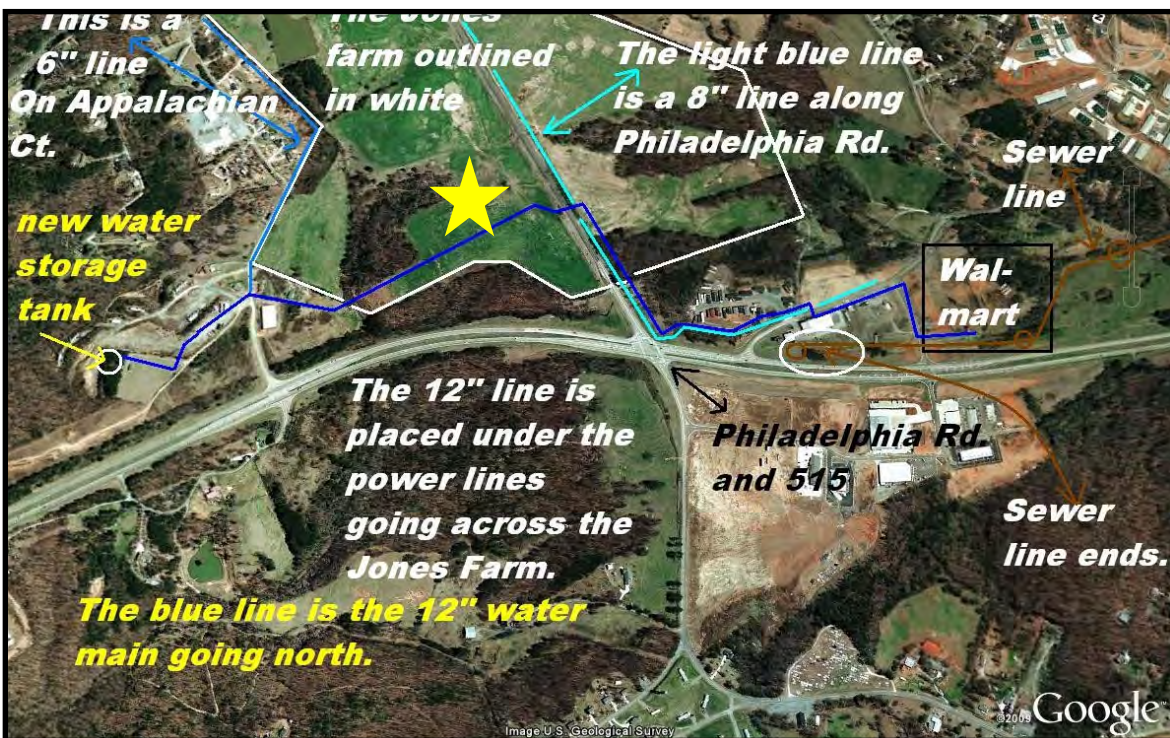 This is a
6" line
On Appalachian
Ct.
The Jones
farm outlined
in white
The light blue line
is a 8" line along
Philadelphia Rd.
Sewer
line
new water
storage
tank
Wal-
mart
The 12" line is
placed under the
power lines
going across the
Jones Farm.
Philadelphia Rd.
and 515
Sewer
line ends.
The blue line is the 12" water
main going north.
Image U.S. Geological Survey
©2009 Google